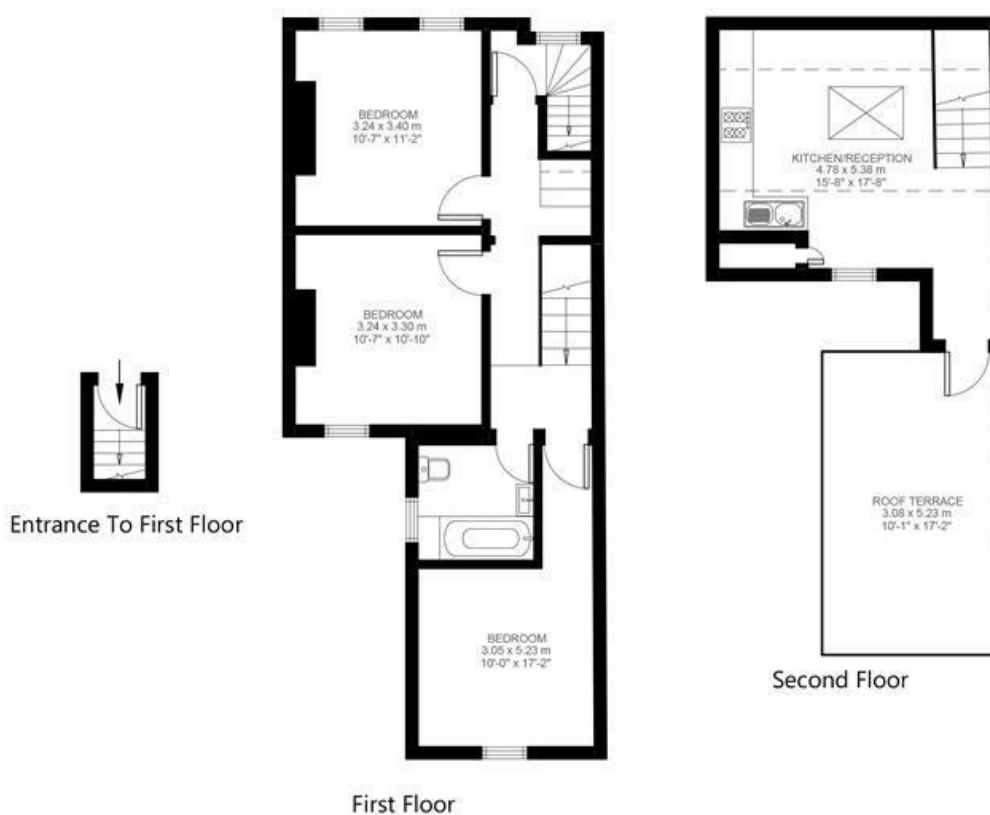 BEDROOM
3.24 x 3.40 m
10'-7" x 11'-2"
BEDROOM
3.24 x 3.30 m
10'-7" x 10'-10"
Entrance To First Floor
BEDROOM
3.05 x 5.23 m
10'-0" x 17'-2"
First Floor
KITCHEN/RECEPTION
4.78 x 5.38 m
15'-8" x 17'-8"
ROOF TERRACE
3.08 x 5.23 m
10'-1" x 17'-2"
Second Floor